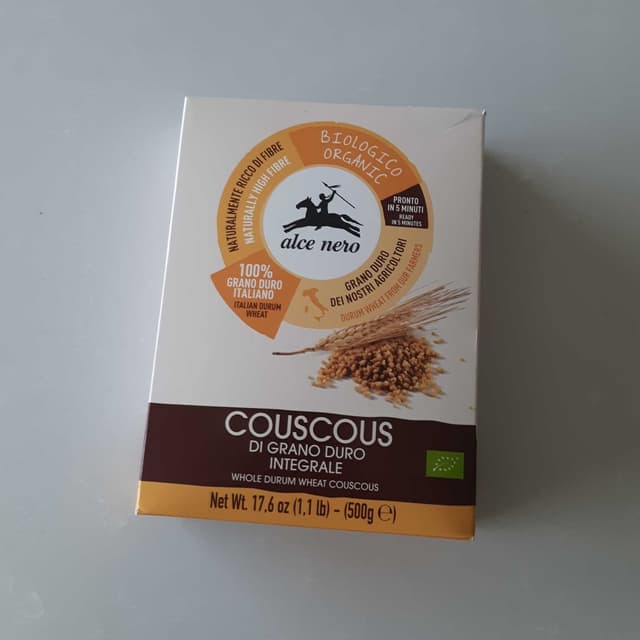 BIOLOGICO
ORGANIC
NATURALMENTE RICCO DI FIBRE
NATURALLY HIGH FIBRE
PRONTO
IN 5 MINUTI
READY
IN 5 MINUTES
alce nero
100%
GRANO DURO
ITALIANO
ITALIAN DURUM
WHEAT
GRANO DURO
DEI NOSTRI AGRICOLTORI
DURUM WHEAT FROM OUR FARMERS
COUSCOUS
DI GRANO DURO
INTEGRALE
WHOLE DURUM WHEAT COUSCOUS
Net Wt. 17,6 oz (1,1 lb) – (500g ℮)